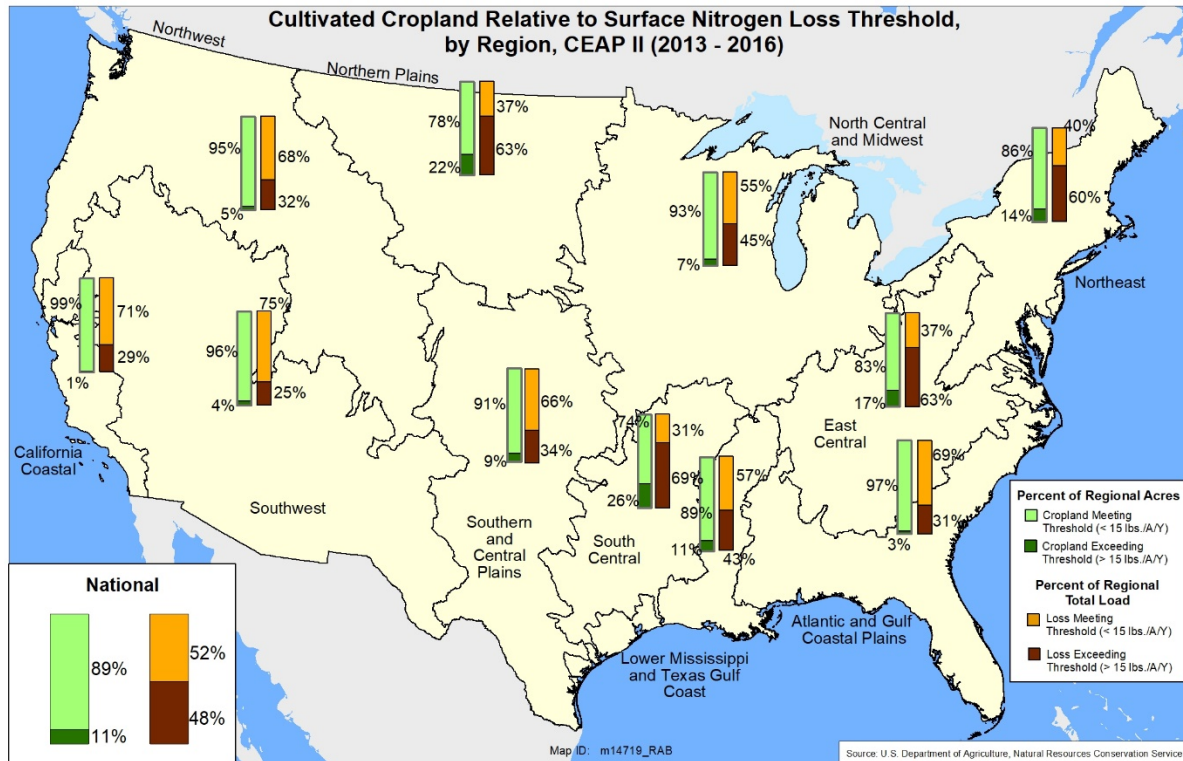 Cultivated Cropland Relative to Surface Nitrogen Loss Threshold,
by Region, CEAP II (2013 - 2016)
Northwest
Northern Plains
North Central
and Midwest
Northeast
95%
5%
68%
32%
78%
22%
37%
63%
93%
7%
55%
45%
86%
14%
40%
60%
99%
1%
71%
29%
96%
4%
75%
25%
91%
9%
66%
34%
74%
26%
31%
69%
89%
11%
57%
43%
83%
17%
37%
63%
97%
3%
69%
31%
California
Coastal
Southwest
Southern
and
Central
Plains
South
Central
East
Central
Lower Mississippi
and Texas Gulf
Coast
Atlantic and Gulf
Coastal Plains
National
89%
11%
52%
48%
Percent of Regional Acres
Cropland Meeting
Threshold (< 15 lbs./A/Y)
Cropland Exceeding
Threshold (> 15 lbs./A/Y)
Percent of Regional
Total Load
Loss Meeting
Threshold (< 15 lbs./A/Y)
Loss Exceeding
Threshold (> 15 lbs./A/Y)
Map ID: m14719_RAB
Source: U.S. Department of Agriculture, Natural Resources Conservation Service